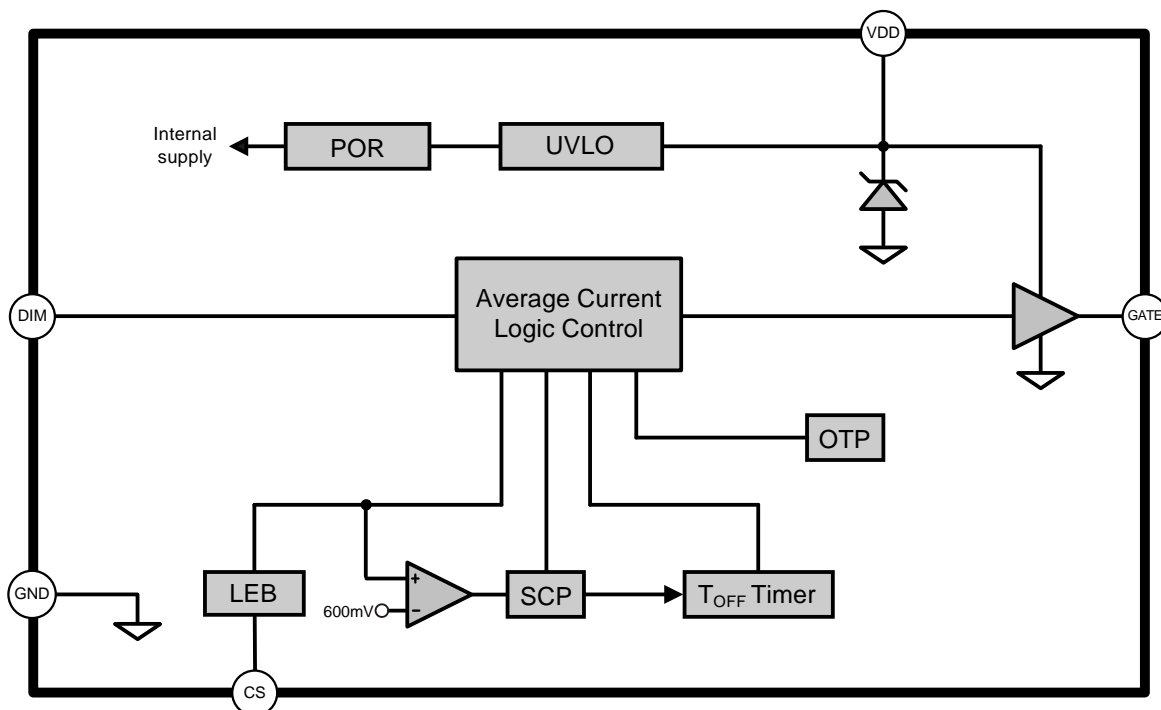 VDD
Internal
supply
POR
UVLO
DIM
Average Current
Logic Control
GATE
OTP
GND
LEB
+
600mV
−
SCP
TOFF Timer
CS